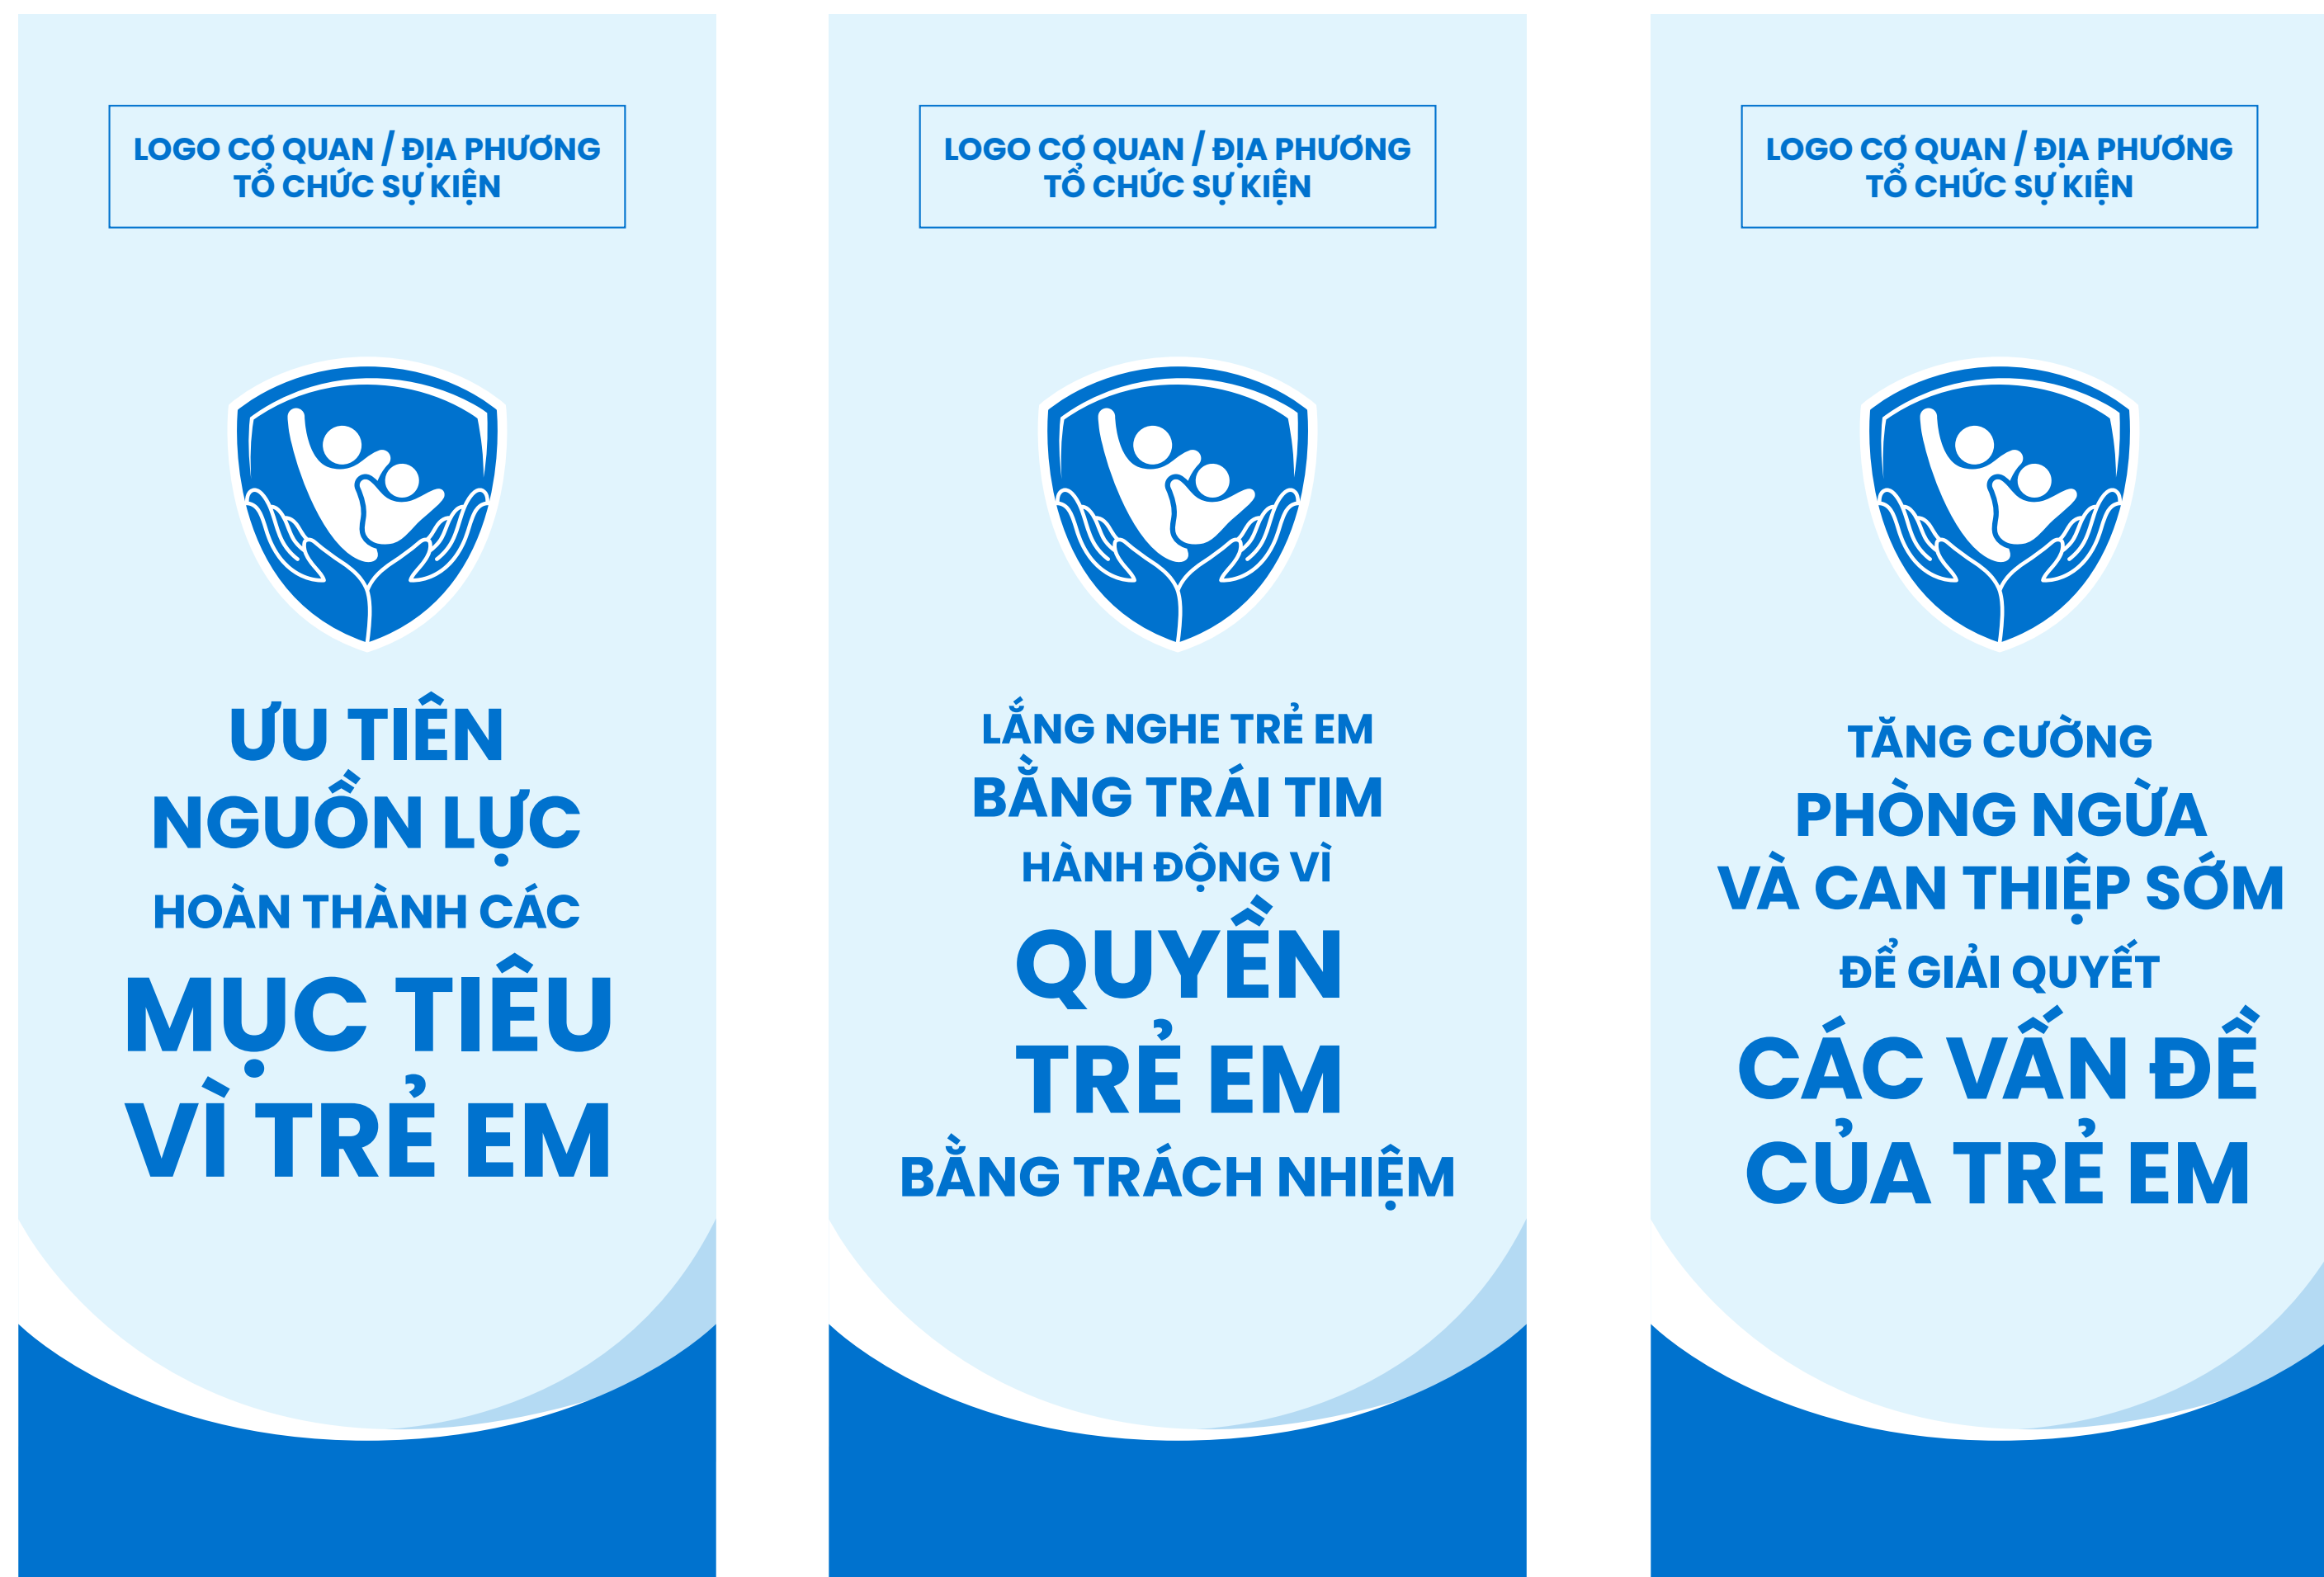 LOGO CƠ QUAN / ĐỊA PHƯƠNG
TỔ CHỨC SỰ KIỆN
ƯU TIÊN
NGUỒN LỰC
HOÀN THÀNH CÁC
MỤC TIÊU
VÌ TRẺ EM
LOGO CƠ QUAN / ĐỊA PHƯƠNG
TỔ CHỨC SỰ KIỆN
LẮNG NGHE TRẺ EM
BẰNG TRÁI TIM
HÀNH ĐỘNG VÌ
QUYỀN
TRẺ EM
BẰNG TRÁCH NHIỆM
LOGO CƠ QUAN / ĐỊA PHƯƠNG
TỔ CHỨC SỰ KIỆN
TĂNG CƯỜNG
PHÒNG NGỪA
VÀ CAN THIỆP SỚM
ĐỂ GIẢI QUYẾT
CÁC VẤN ĐỀ
CỦA TRẺ EM